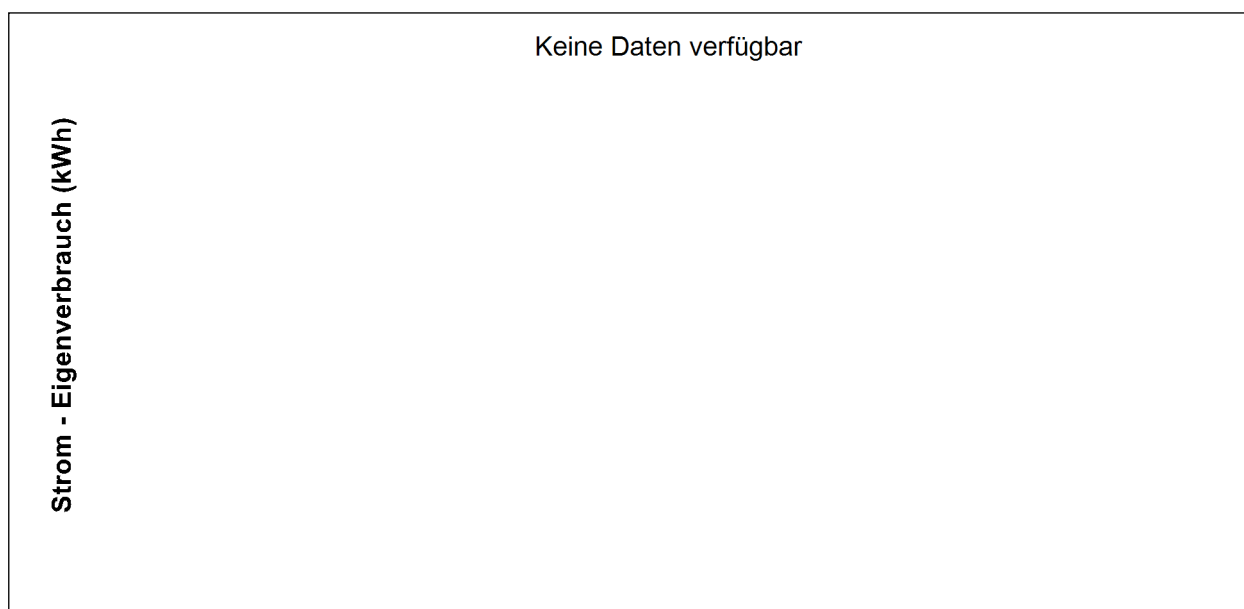 Keine Daten verfügbar
Strom - Eigenverbrauch (kWh)